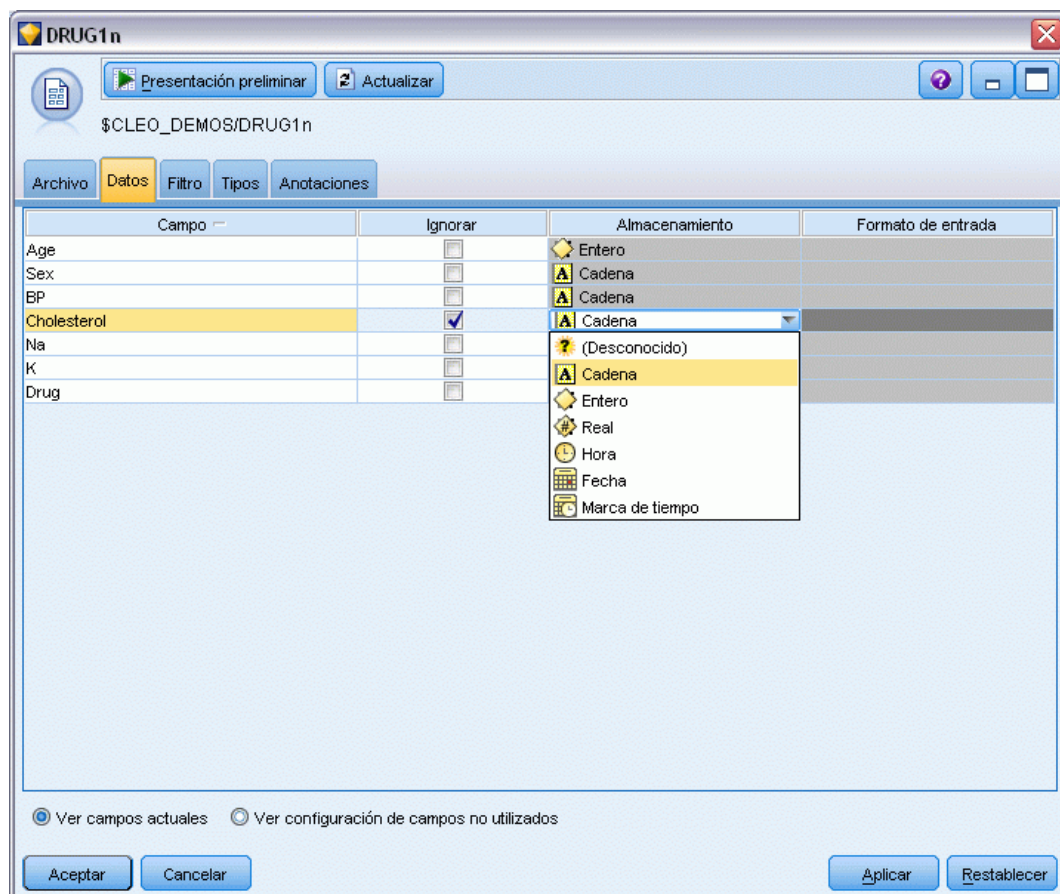 DRUG1n
Presentación preliminar Actualizar
$CLEO_DEMOS/DRUG1n
Archivo Datos Filtro Tipos Anotaciones
Campo Ignorar Almacenamiento Formato de entrada
Age Entero
Sex Cadena
BP Cadena
Cholesterol Cadena
Na (Desconocido)
K Cadena
Drug Entero
Real
Hora
Fecha
Marca de tiempo
Ver campos actuales Ver configuración de campos no utilizados
Aceptar Cancelar Aplicar Restablecer